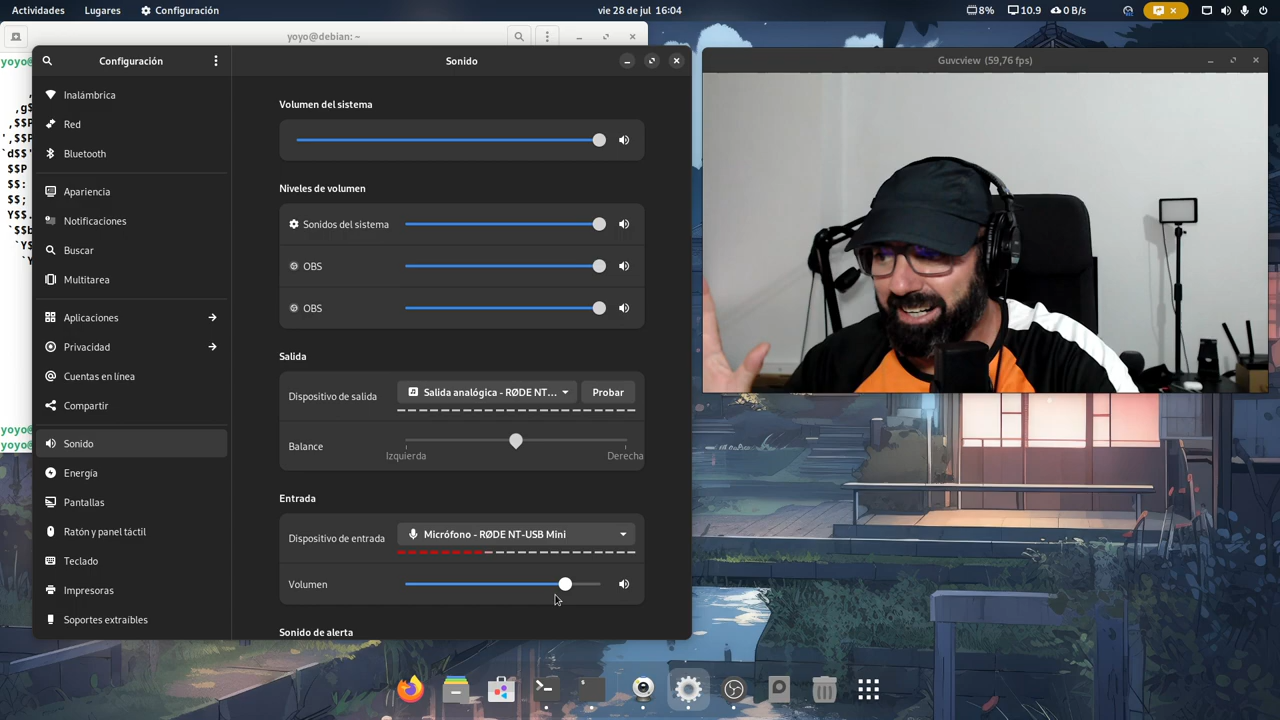 Actividades Lugares Configuración vie 28 de jul 16:04 8% 10.9 0 B/s
yoyo@debian: ~
yoyo@
,g$
,$$P
',$$P
`d$$'
$$P
$$:
$$;
Y$$.
`$$b
`Y$
`Y
yoyo@
yoyo@
Configuración
Inalámbrica
Red
Bluetooth
Apariencia
Notificaciones
Buscar
Multitarea
Aplicaciones
Privacidad
Cuentas en línea
Compartir
Sonido
Energía
Pantallas
Ratón y panel táctil
Teclado
Impresoras
Soportes extraíbles
Sonido
Volumen del sistema
Niveles de volumen
Sonidos del sistema
OBS
OBS
Salida
Dispositivo de salida Salida analógica - RØDE NT... Probar
Balance
Izquierda Derecha
Entrada
Dispositivo de entrada Micrófono - RØDE NT-USB Mini
Volumen
Sonido de alerta
Guvcview (59,76 fps)